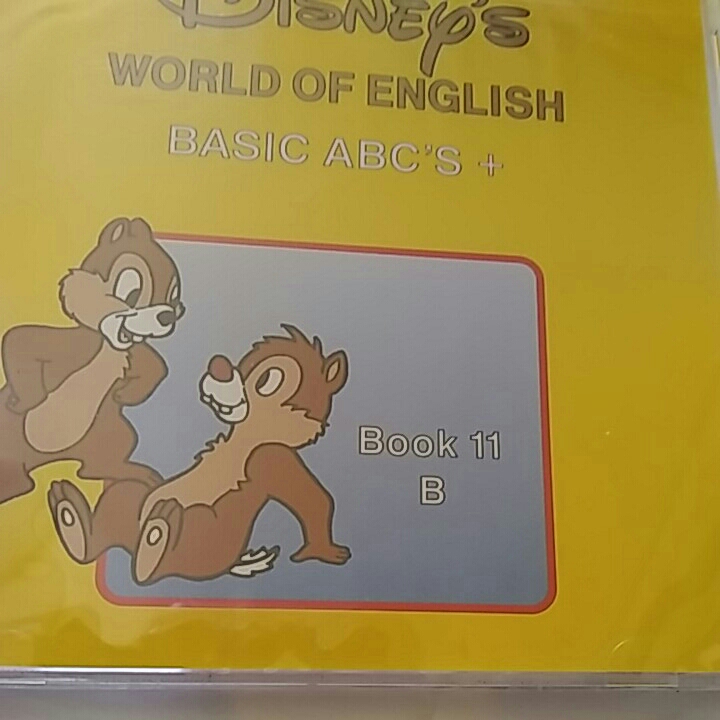 DISNEY'S
WORLD OF ENGLISH
BASIC ABC'S +
Book 11
B